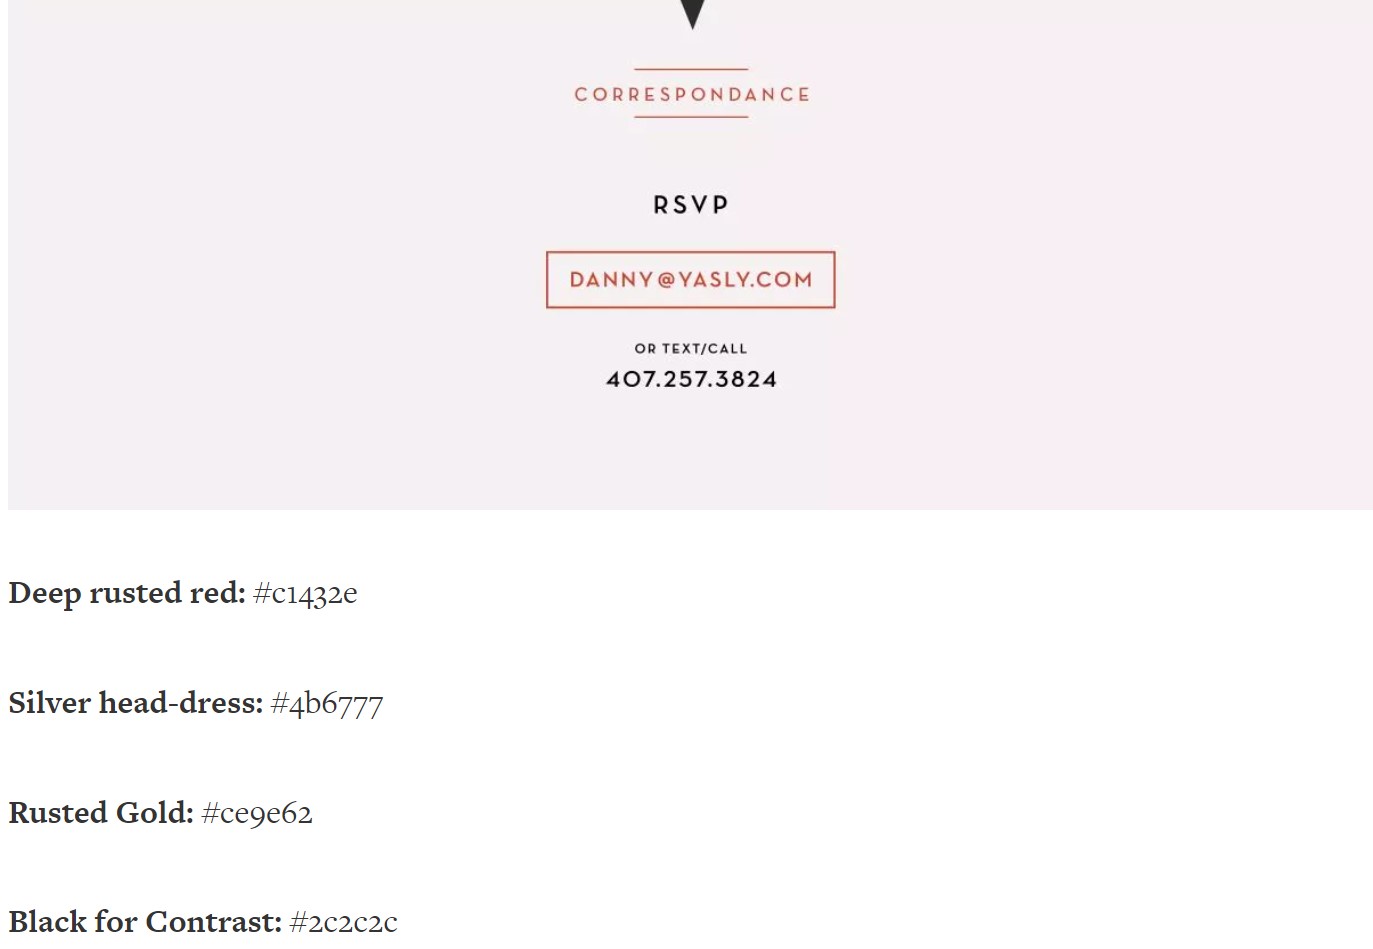 CORRESPONDANCE
RSVP
DANNY@YASLY.COM
OR TEXT/CALL
407.257.3824
Deep rusted red: #c1432e
Silver head-dress: #4b6777
Rusted Gold: #ce9e62
Black for Contrast: #2c2c2c